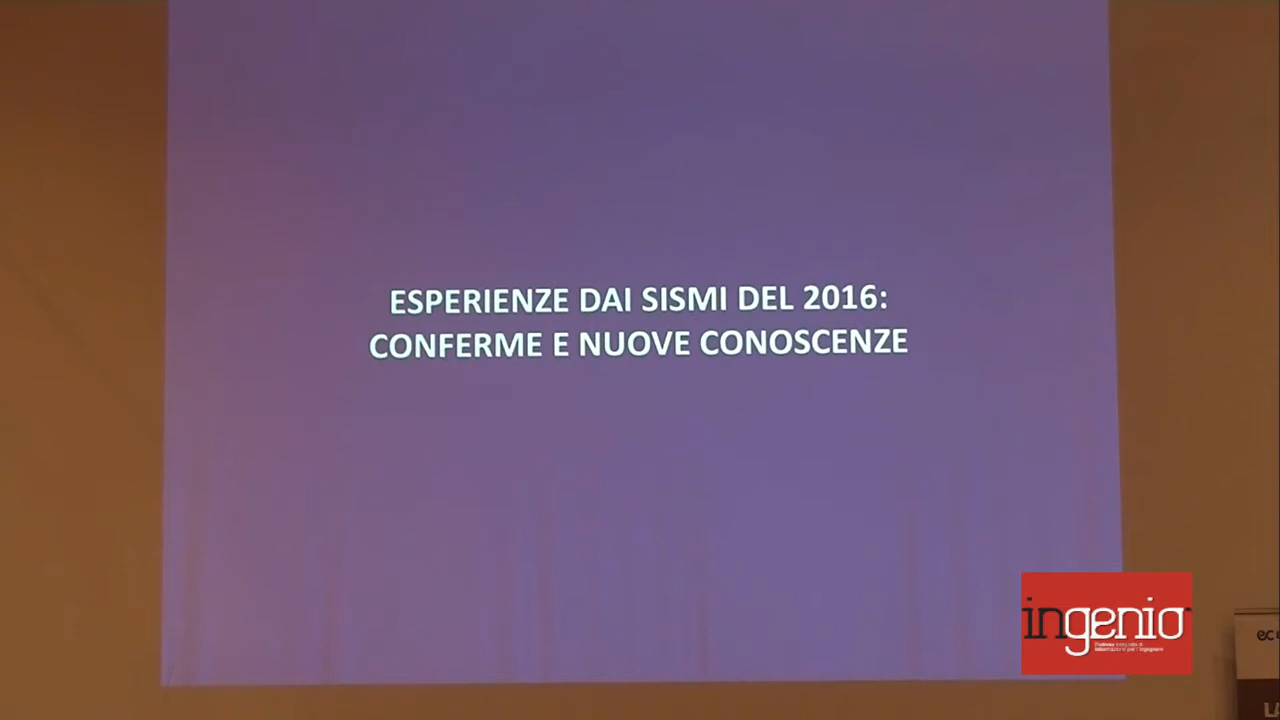 ESPERIENZE DAI SISMI DEL 2016:
CONFERME E NUOVE CONOSCENZE
ingenio